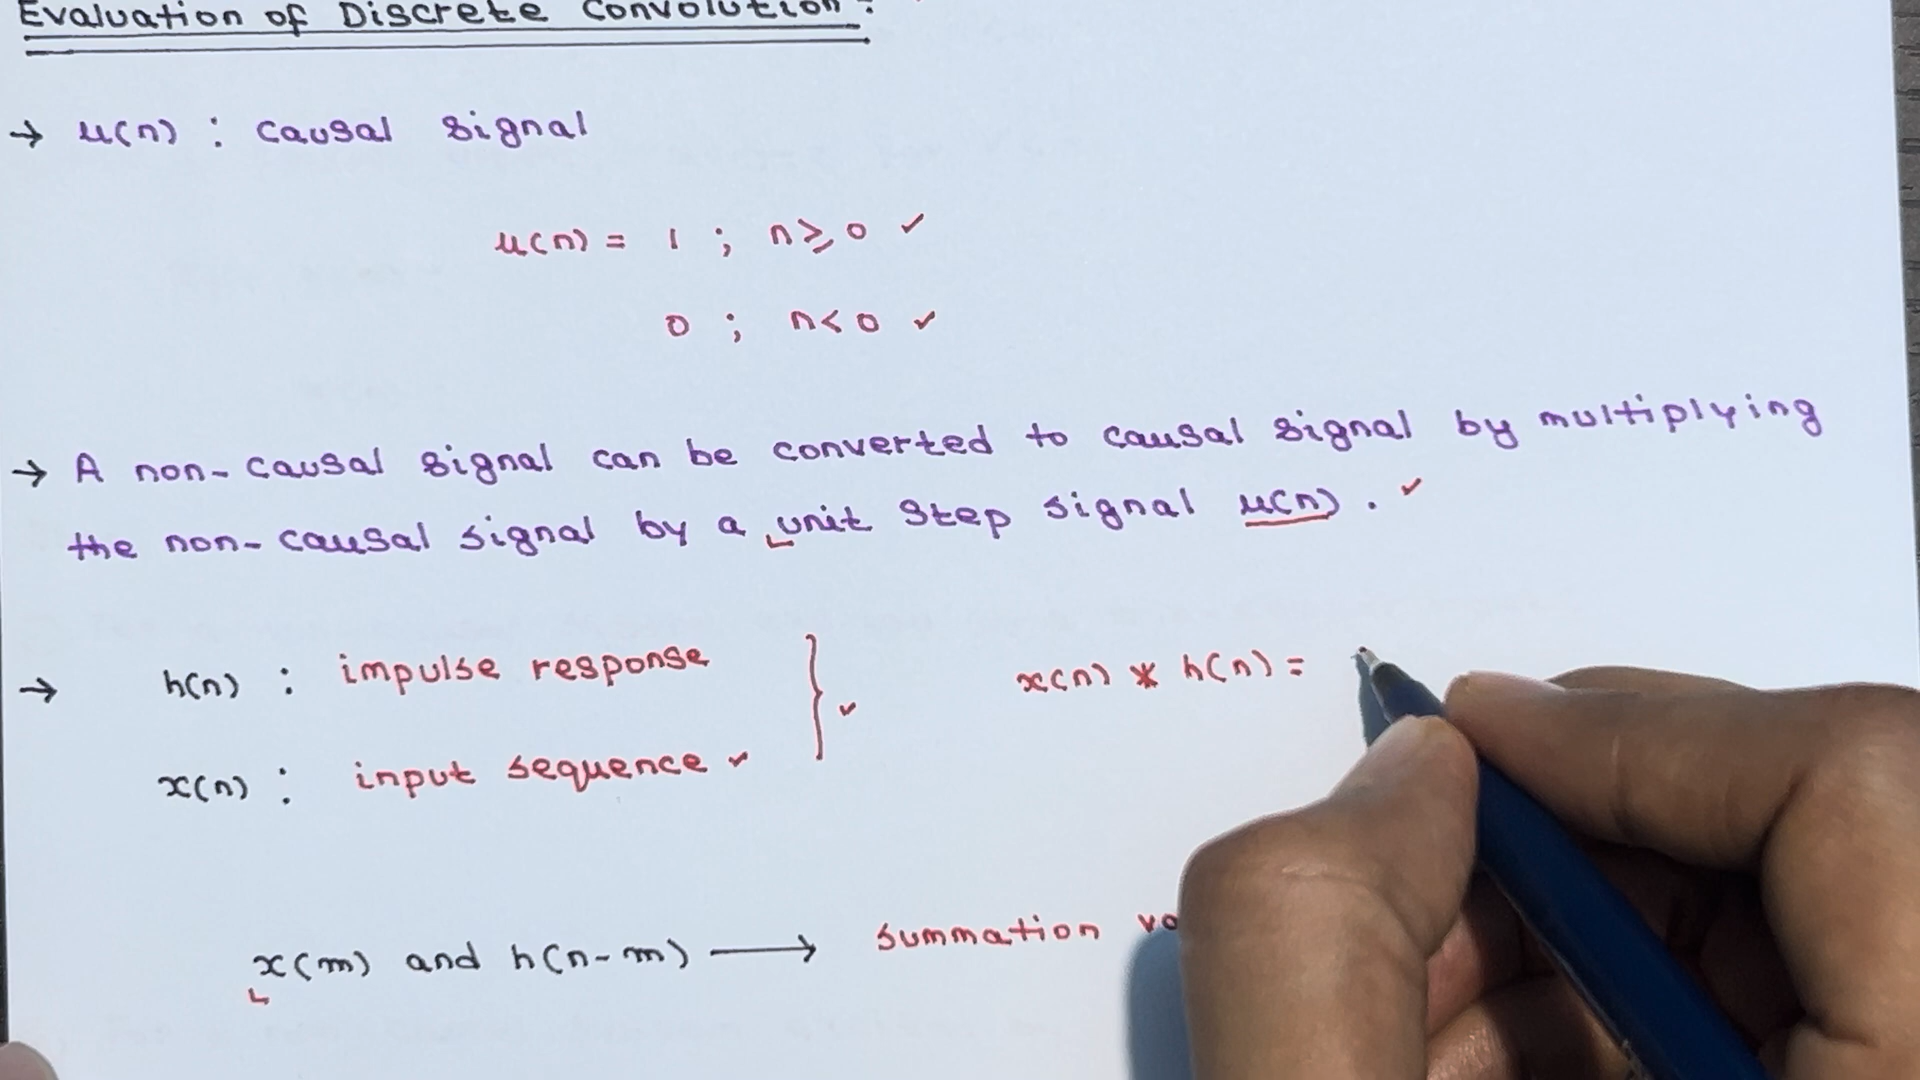 Evaluation of Discrete Convolution :
→ u(n) : causal signal
u(n) = 1 ; n ≥ 0 ✓
0 ; n < 0 ✓
→ A non-causal signal can be converted to causal signal by multiplying
the non-causal signal by a unit step signal u(n). ✓
→ h(n) : impulse response
x(n) * h(n) =
x(n) : input sequence ✓
x(m) and h(n-m) ⟶ summation